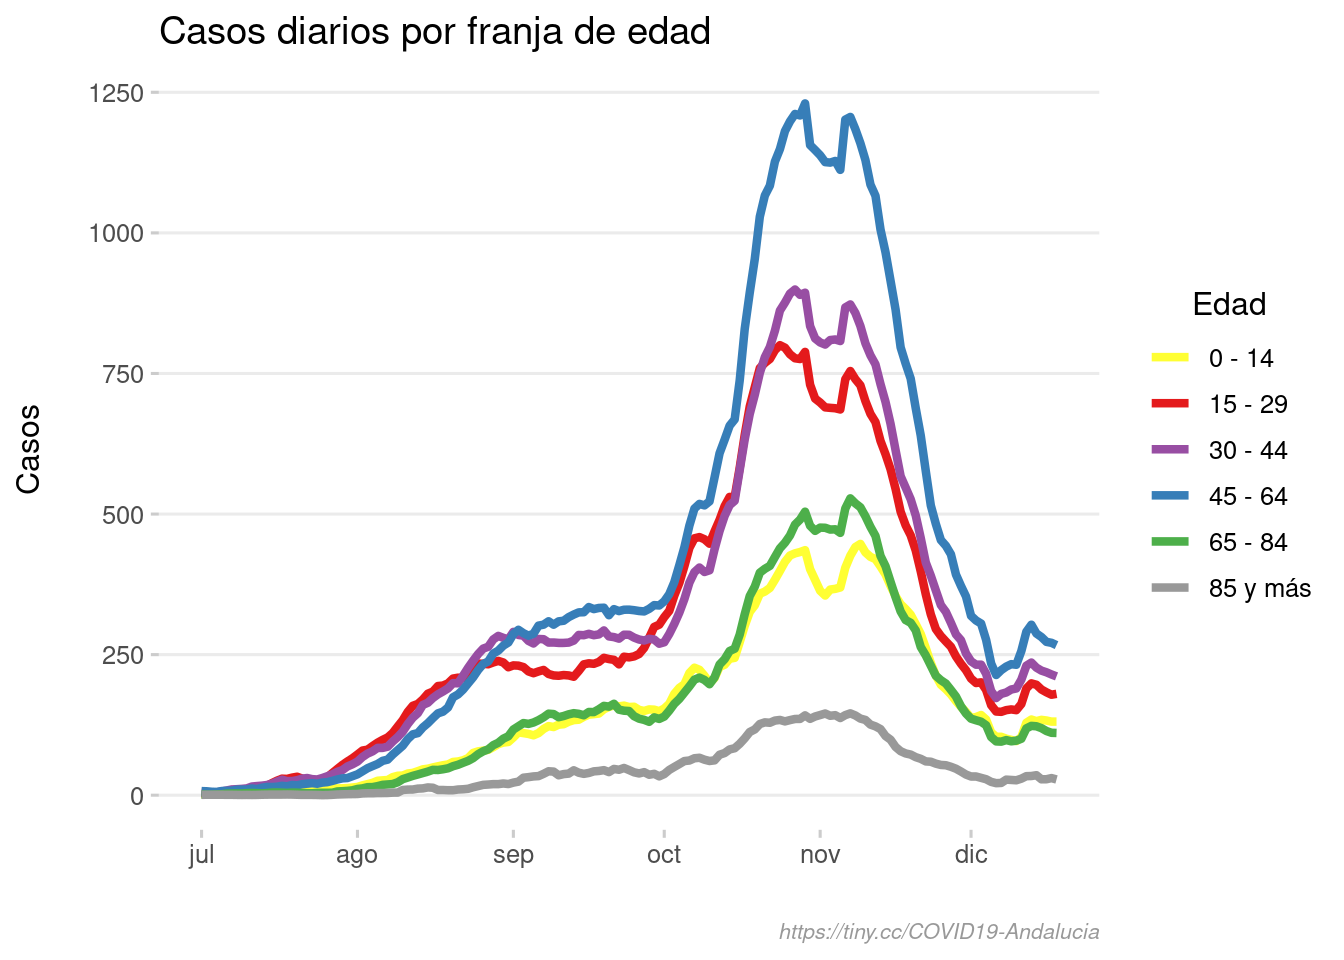 Casos diarios por franja de edad
1250
1000
750
500
250
0
Casos
jul ago sep oct nov dic
Edad
0 - 14
15 - 29
30 - 44
45 - 64
65 - 84
85 y más
https://tiny.cc/COVID19-Andalucia